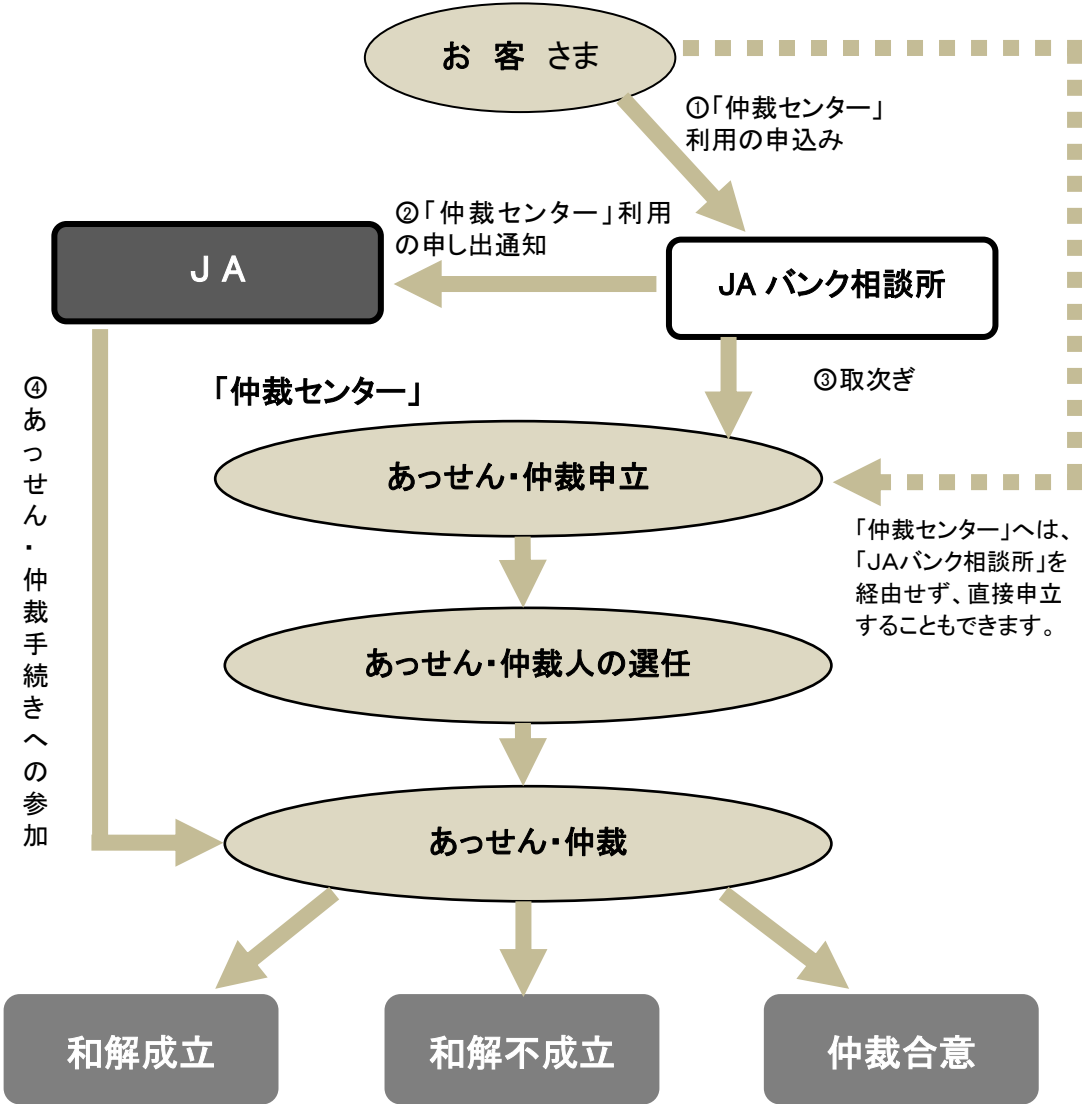 お 客 さま
①「仲裁センター」
利用の申込み
②「仲裁センター」利用
の申し出通知
ＪＡ
JA バンク相談所
③取次ぎ
④あっせん・仲裁手続きへの参加
「仲裁センター」
あっせん・仲裁申立
「仲裁センター」へは、
「ＪＡバンク相談所」を
経由せず、直接申立
することもできます。
あっせん・仲裁人の選任
あっせん・仲裁
和解成立
和解不成立
仲裁合意